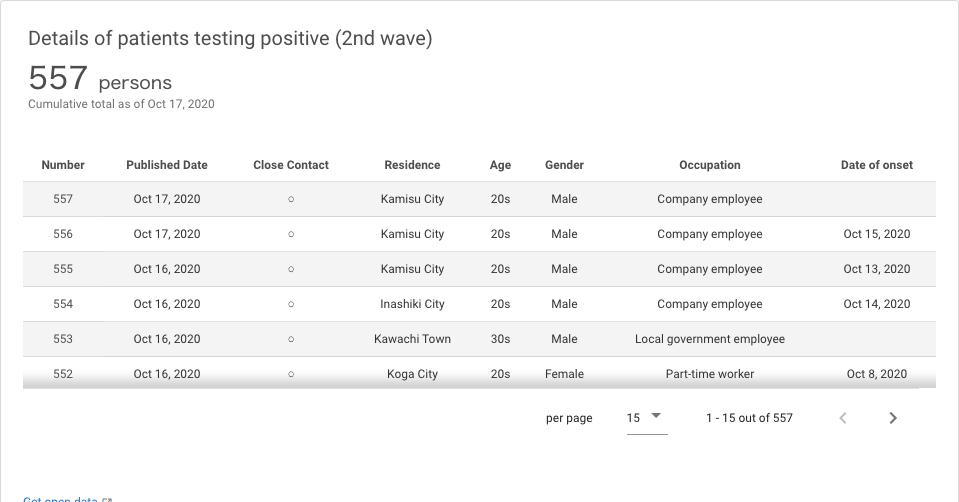 Details of patients testing positive (2nd wave)
557 persons
Cumulative total as of Oct 17, 2020
Number Published Date Close Contact Residence Age Gender Occupation Date of onset
557 Oct 17, 2020 ○ Kamisu City 20s Male Company employee
556 Oct 17, 2020 ○ Kamisu City 20s Male Company employee Oct 15, 2020
555 Oct 16, 2020 ○ Kamisu City 20s Male Company employee Oct 13, 2020
554 Oct 16, 2020 ○ Inashiki City 20s Male Company employee Oct 14, 2020
553 Oct 16, 2020 ○ Kawachi Town 30s Male Local government employee
552 Oct 16, 2020 ○ Koga City 20s Female Part-time worker Oct 8, 2020
per page 15 1 - 15 out of 557
Get open data